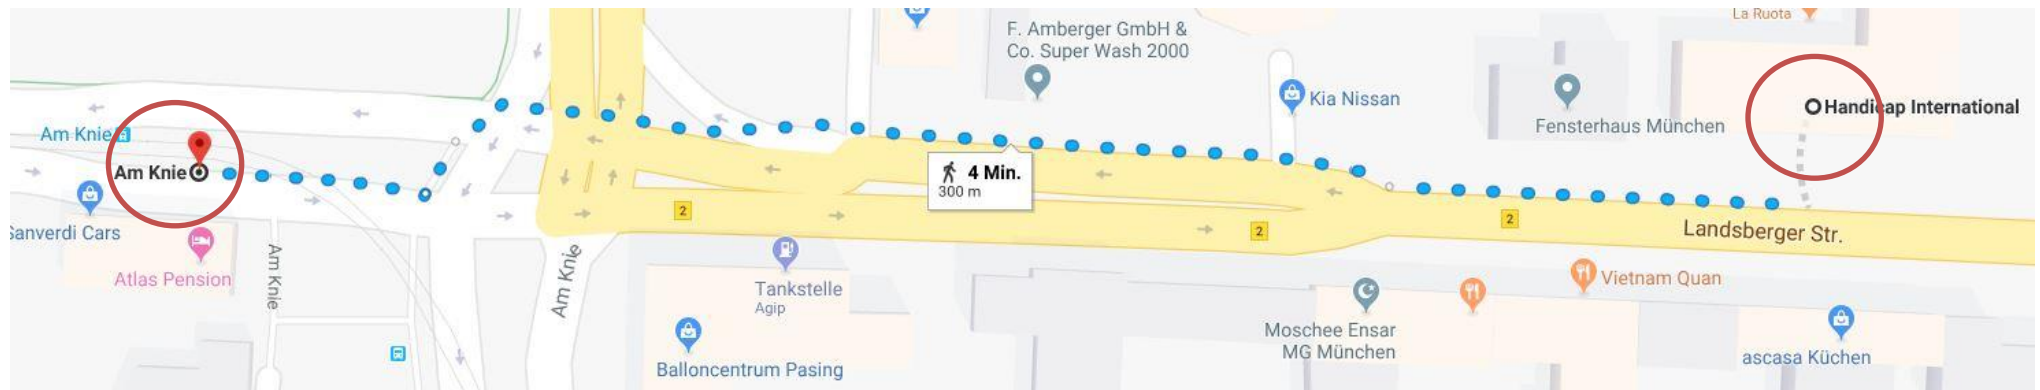 La Ruota
F. Amberger GmbH &
Co. Super Wash 2000
Kia Nissan
Fensterhaus München
Handicap International
Am Knie
Am Knie
4 Min.
300 m
Sanverdi Cars
Atlas Pension
Am Knie
Am Knie
2
2
2
Landsberger Str.
Tankstelle
Agip
Vietnam Quan
Balloncentrum Pasing
Moschee Ensar
MG München
ascasa Küchen